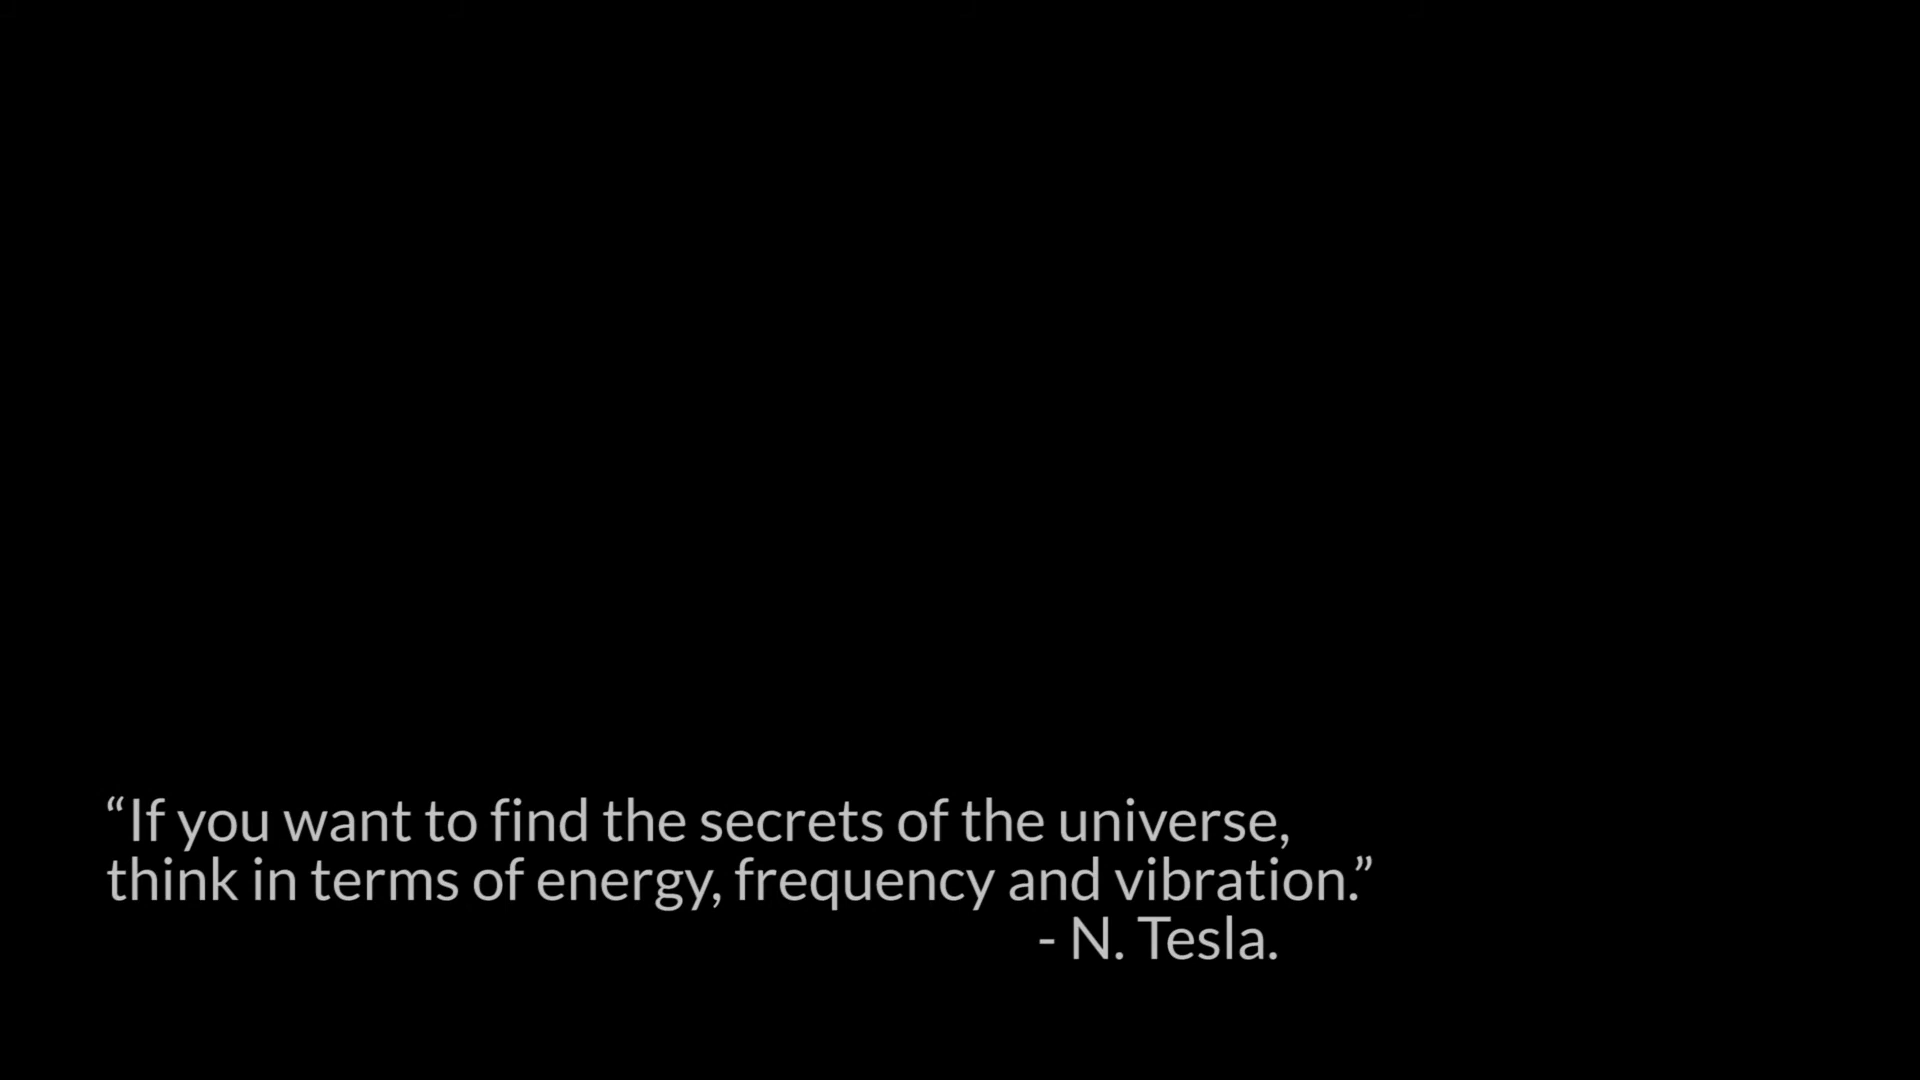 “If you want to find the secrets of the universe,
think in terms of energy, frequency and vibration.”
- N. Tesla.